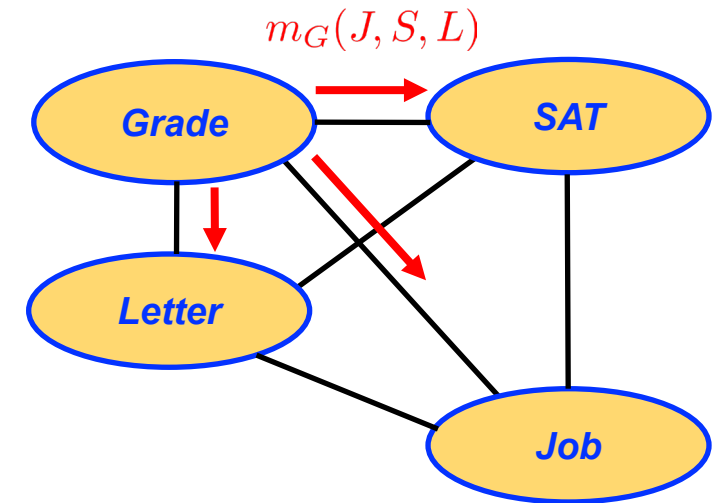 m_G(J, S, L)
Grade
SAT
Letter
Job